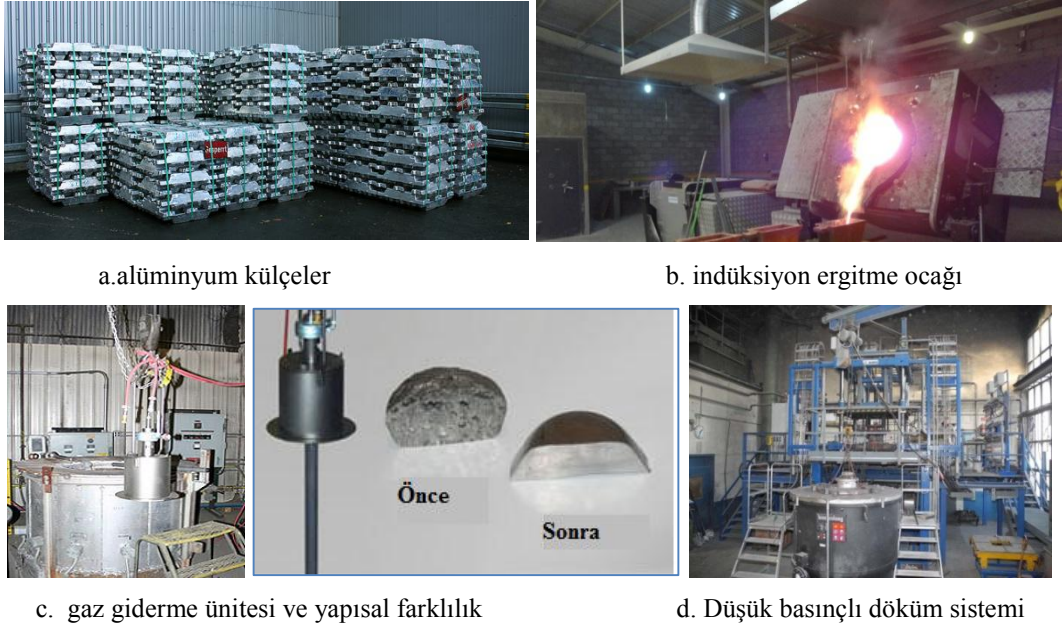 a.alüminyum külçeler
b. indüksiyon ergitme ocağı
Önce
Sonra
c. gaz giderme ünitesi ve yapısal farklılık
d. Düşük basınçlı döküm sistemi